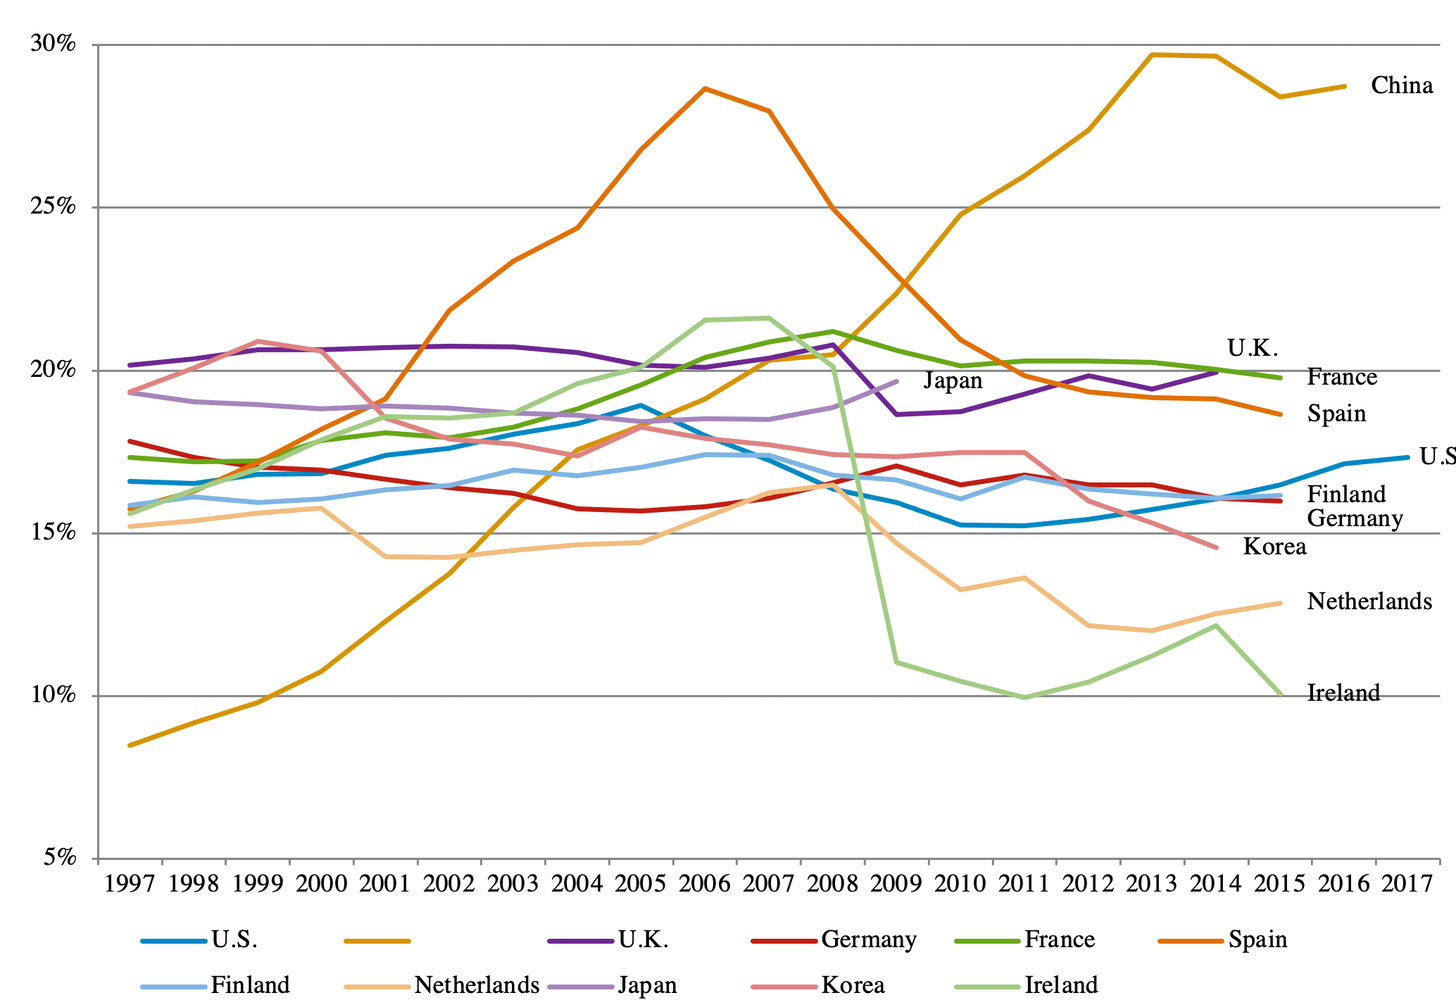 30%
China
25%
U.K.
20%
Japan
France
Spain
U.S
Finland
15%
Germany
Korea
Netherlands
10%
Ireland
5%
1997 1998 1999 2000 2001 2002 2003 2004 2005 2006 2007 2008 2009 2010 2011 2012 2013 2014 2015 2016 2017
U.S. U.K. Germany France Spain
Finland Netherlands Japan Korea Ireland